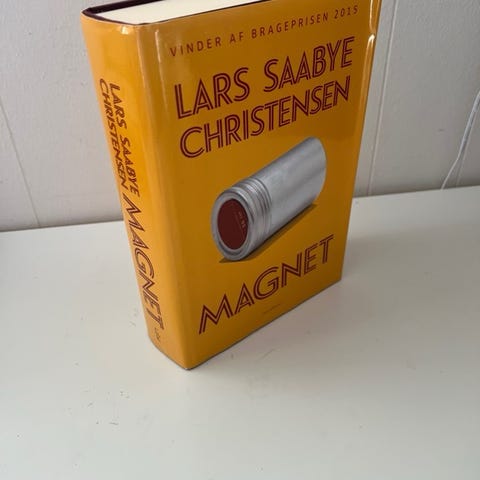 VINDER AF BRAGEPRISEN 2015
LARS SAABYE
CHRISTENSEN
MAGNET
LARS SAABYE
CHRISTENSEN
MAGNET